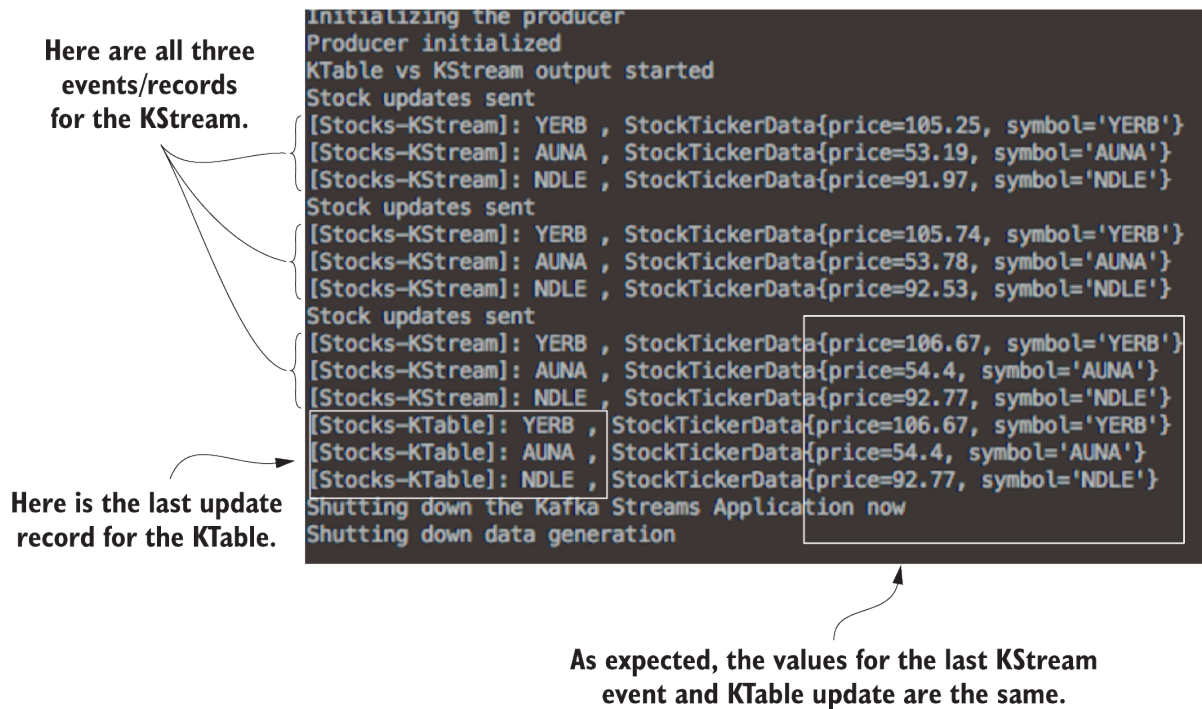 Here are all three
events/records
for the KStream.
Initializing the producer
Producer initialized
KTable vs KStream output started
Stock updates sent
[Stocks-KStream]: YERB , StockTickerData{price=105.25, symbol='YERB'}
[Stocks-KStream]: AUNA , StockTickerData{price=53.19, symbol='AUNA'}
[Stocks-KStream]: NDLE , StockTickerData{price=91.97, symbol='NDLE'}
Stock updates sent
[Stocks-KStream]: YERB , StockTickerData{price=105.74, symbol='YERB'}
[Stocks-KStream]: AUNA , StockTickerData{price=53.78, symbol='AUNA'}
[Stocks-KStream]: NDLE , StockTickerData{price=92.53, symbol='NDLE'}
Stock updates sent
[Stocks-KStream]: YERB , StockTickerData{price=106.67, symbol='YERB'}
[Stocks-KStream]: AUNA , StockTickerData{price=54.4, symbol='AUNA'}
[Stocks-KStream]: NDLE , StockTickerData{price=92.77, symbol='NDLE'}
[Stocks-KTable]: YERB , StockTickerData{price=106.67, symbol='YERB'}
[Stocks-KTable]: AUNA , StockTickerData{price=54.4, symbol='AUNA'}
[Stocks-KTable]: NDLE , StockTickerData{price=92.77, symbol='NDLE'}
Shutting down the Kafka Streams Application now
Shutting down data generation
Here is the last update
record for the KTable.
As expected, the values for the last KStream
event and KTable update are the same.